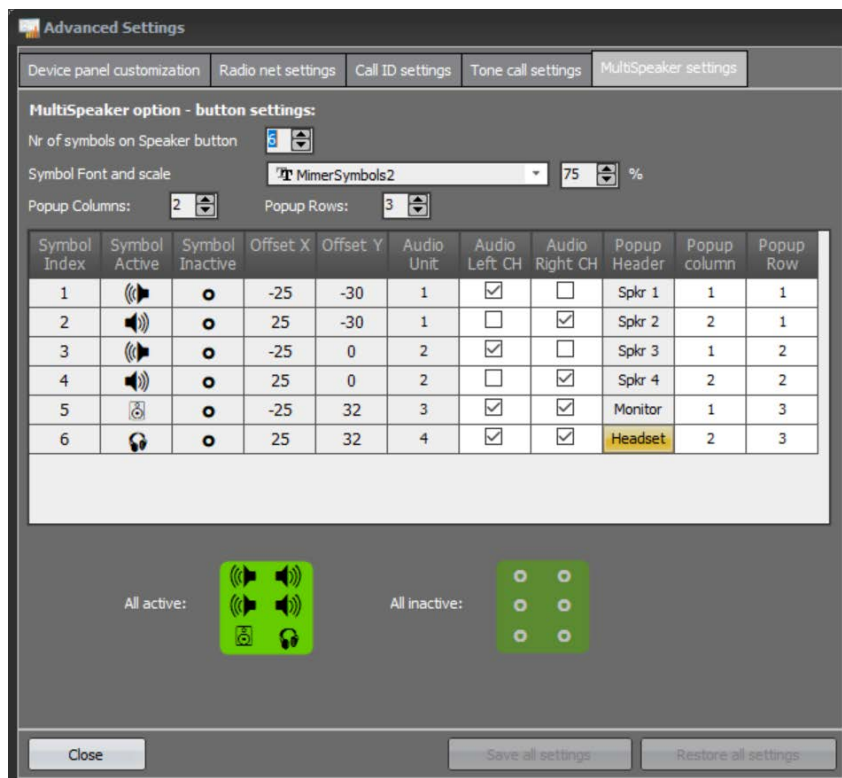 Advanced Settings
Device panel customization Radio net settings Call ID settings Tone call settings MultiSpeaker settings
MultiSpeaker option - button settings:
Nr of symbols on Speaker button 6
Symbol Font and scale MimerSymbols2 75 %
Popup Columns: 2 Popup Rows: 3
Symbol Index Symbol Active Symbol Inactive Offset X Offset Y Audio Unit Audio Left CH Audio Right CH Popup Header Popup column Popup Row
1 -25 -30 1 Spkr 1 1 1
2 25 -30 1 Spkr 2 2 1
3 -25 0 2 Spkr 3 1 2
4 25 0 2 Spkr 4 2 2
5 -25 32 3 Monitor 1 3
6 25 32 4 Headset 2 3
All active: All inactive:
Close Save all settings Restore all settings